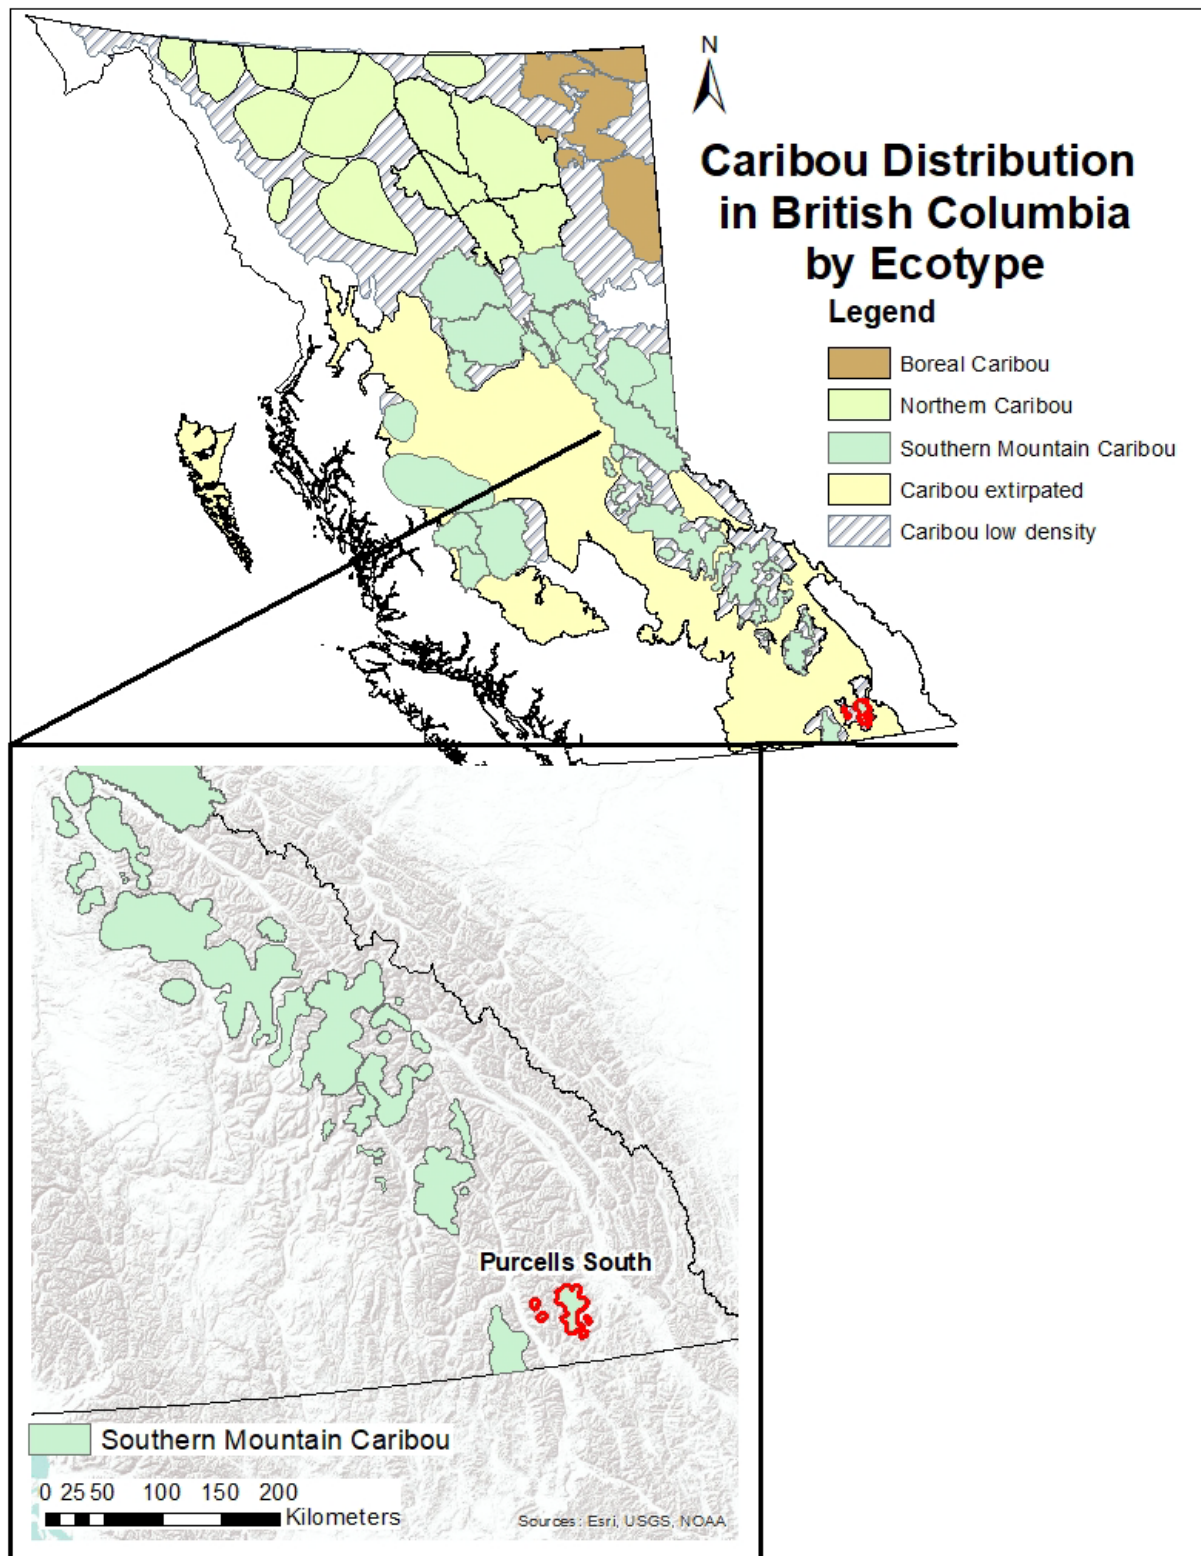 N
Caribou Distribution
in British Columbia
by Ecotype
Legend
Boreal Caribou
Northern Caribou
Southern Mountain Caribou
Caribou extirpated
Caribou low density
Purcells South
Southern Mountain Caribou
0 25 50 100 150 200
Kilometers
Sources: Esri, USGS, NOAA